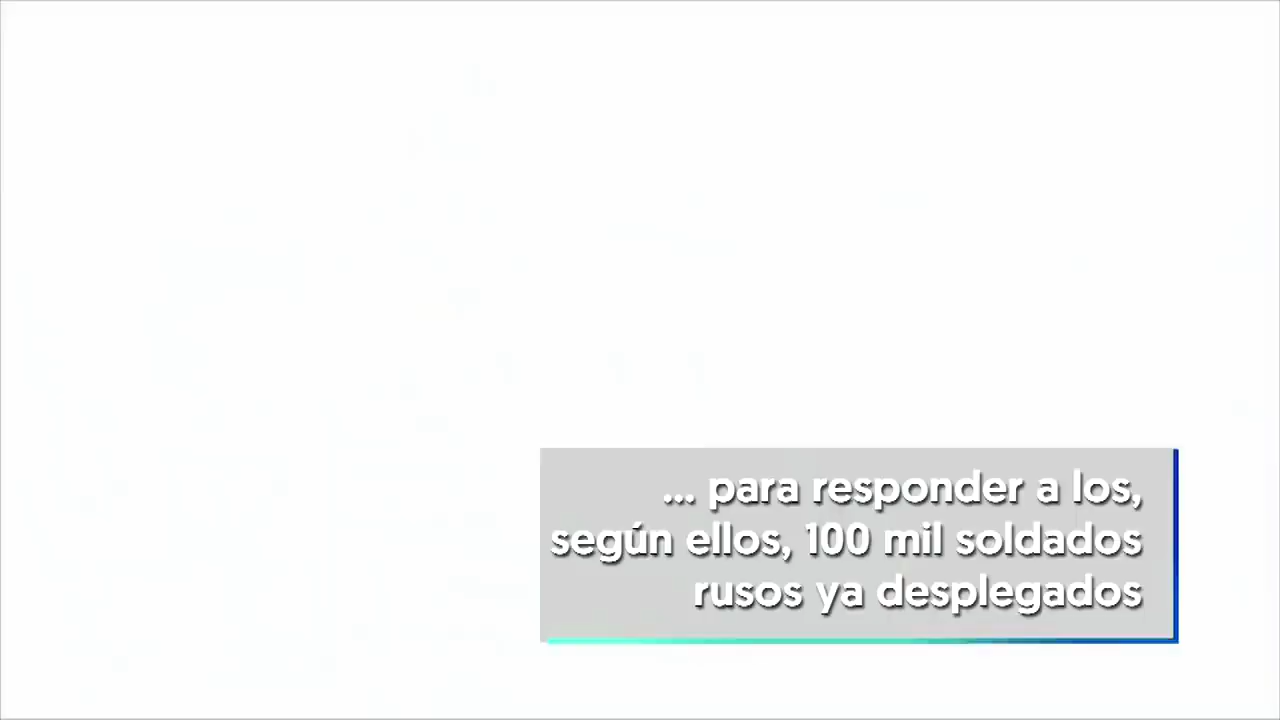 ... para responder a los,
según ellos, 100 mil soldados
rusos ya desplegados